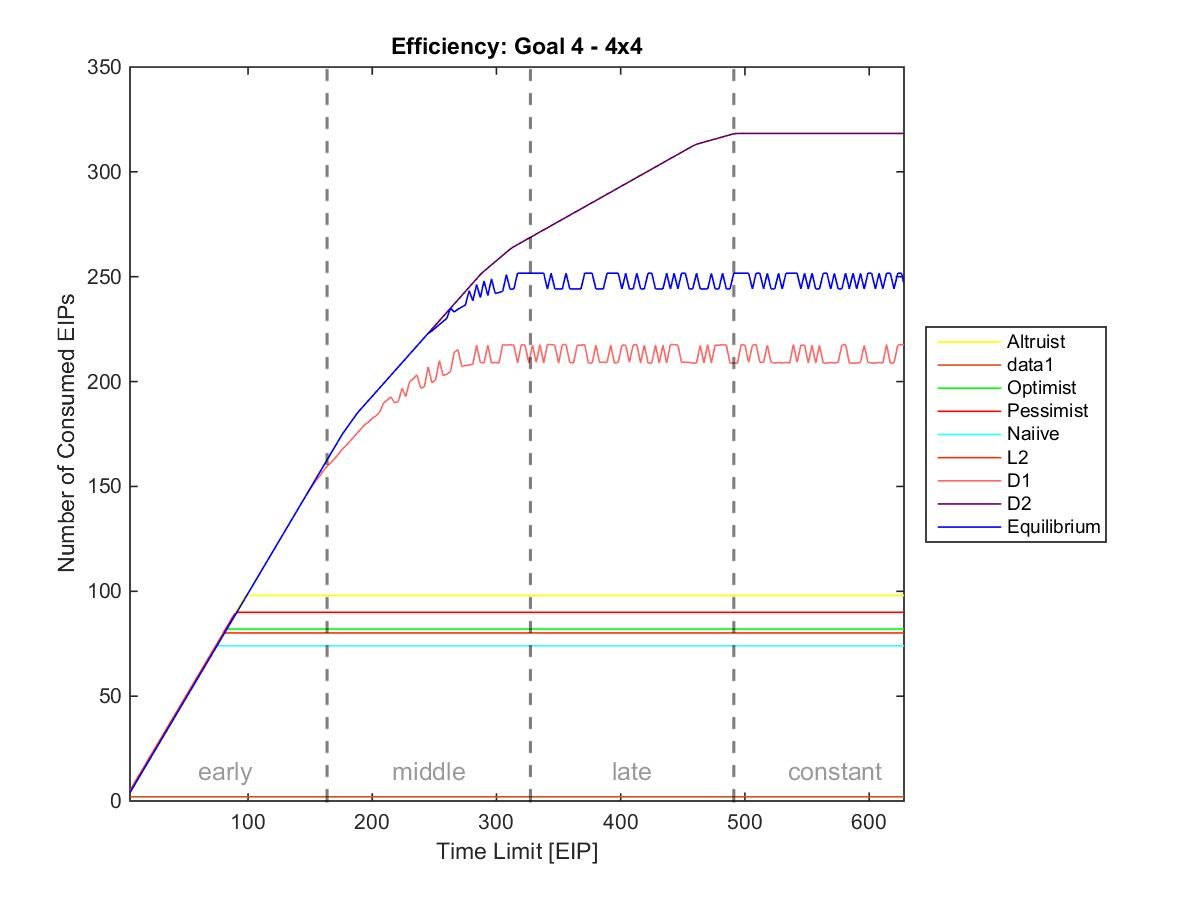 Efficiency: Goal 4 - 4x4
350
300
250
200
150
100
50
0
Number of Consumed EIPs
early
middle
late
constant
100
200
300
400
500
600
Time Limit [EIP]
Altruist
data1
Optimist
Pessimist
Naiive
L2
D1
D2
Equilibrium